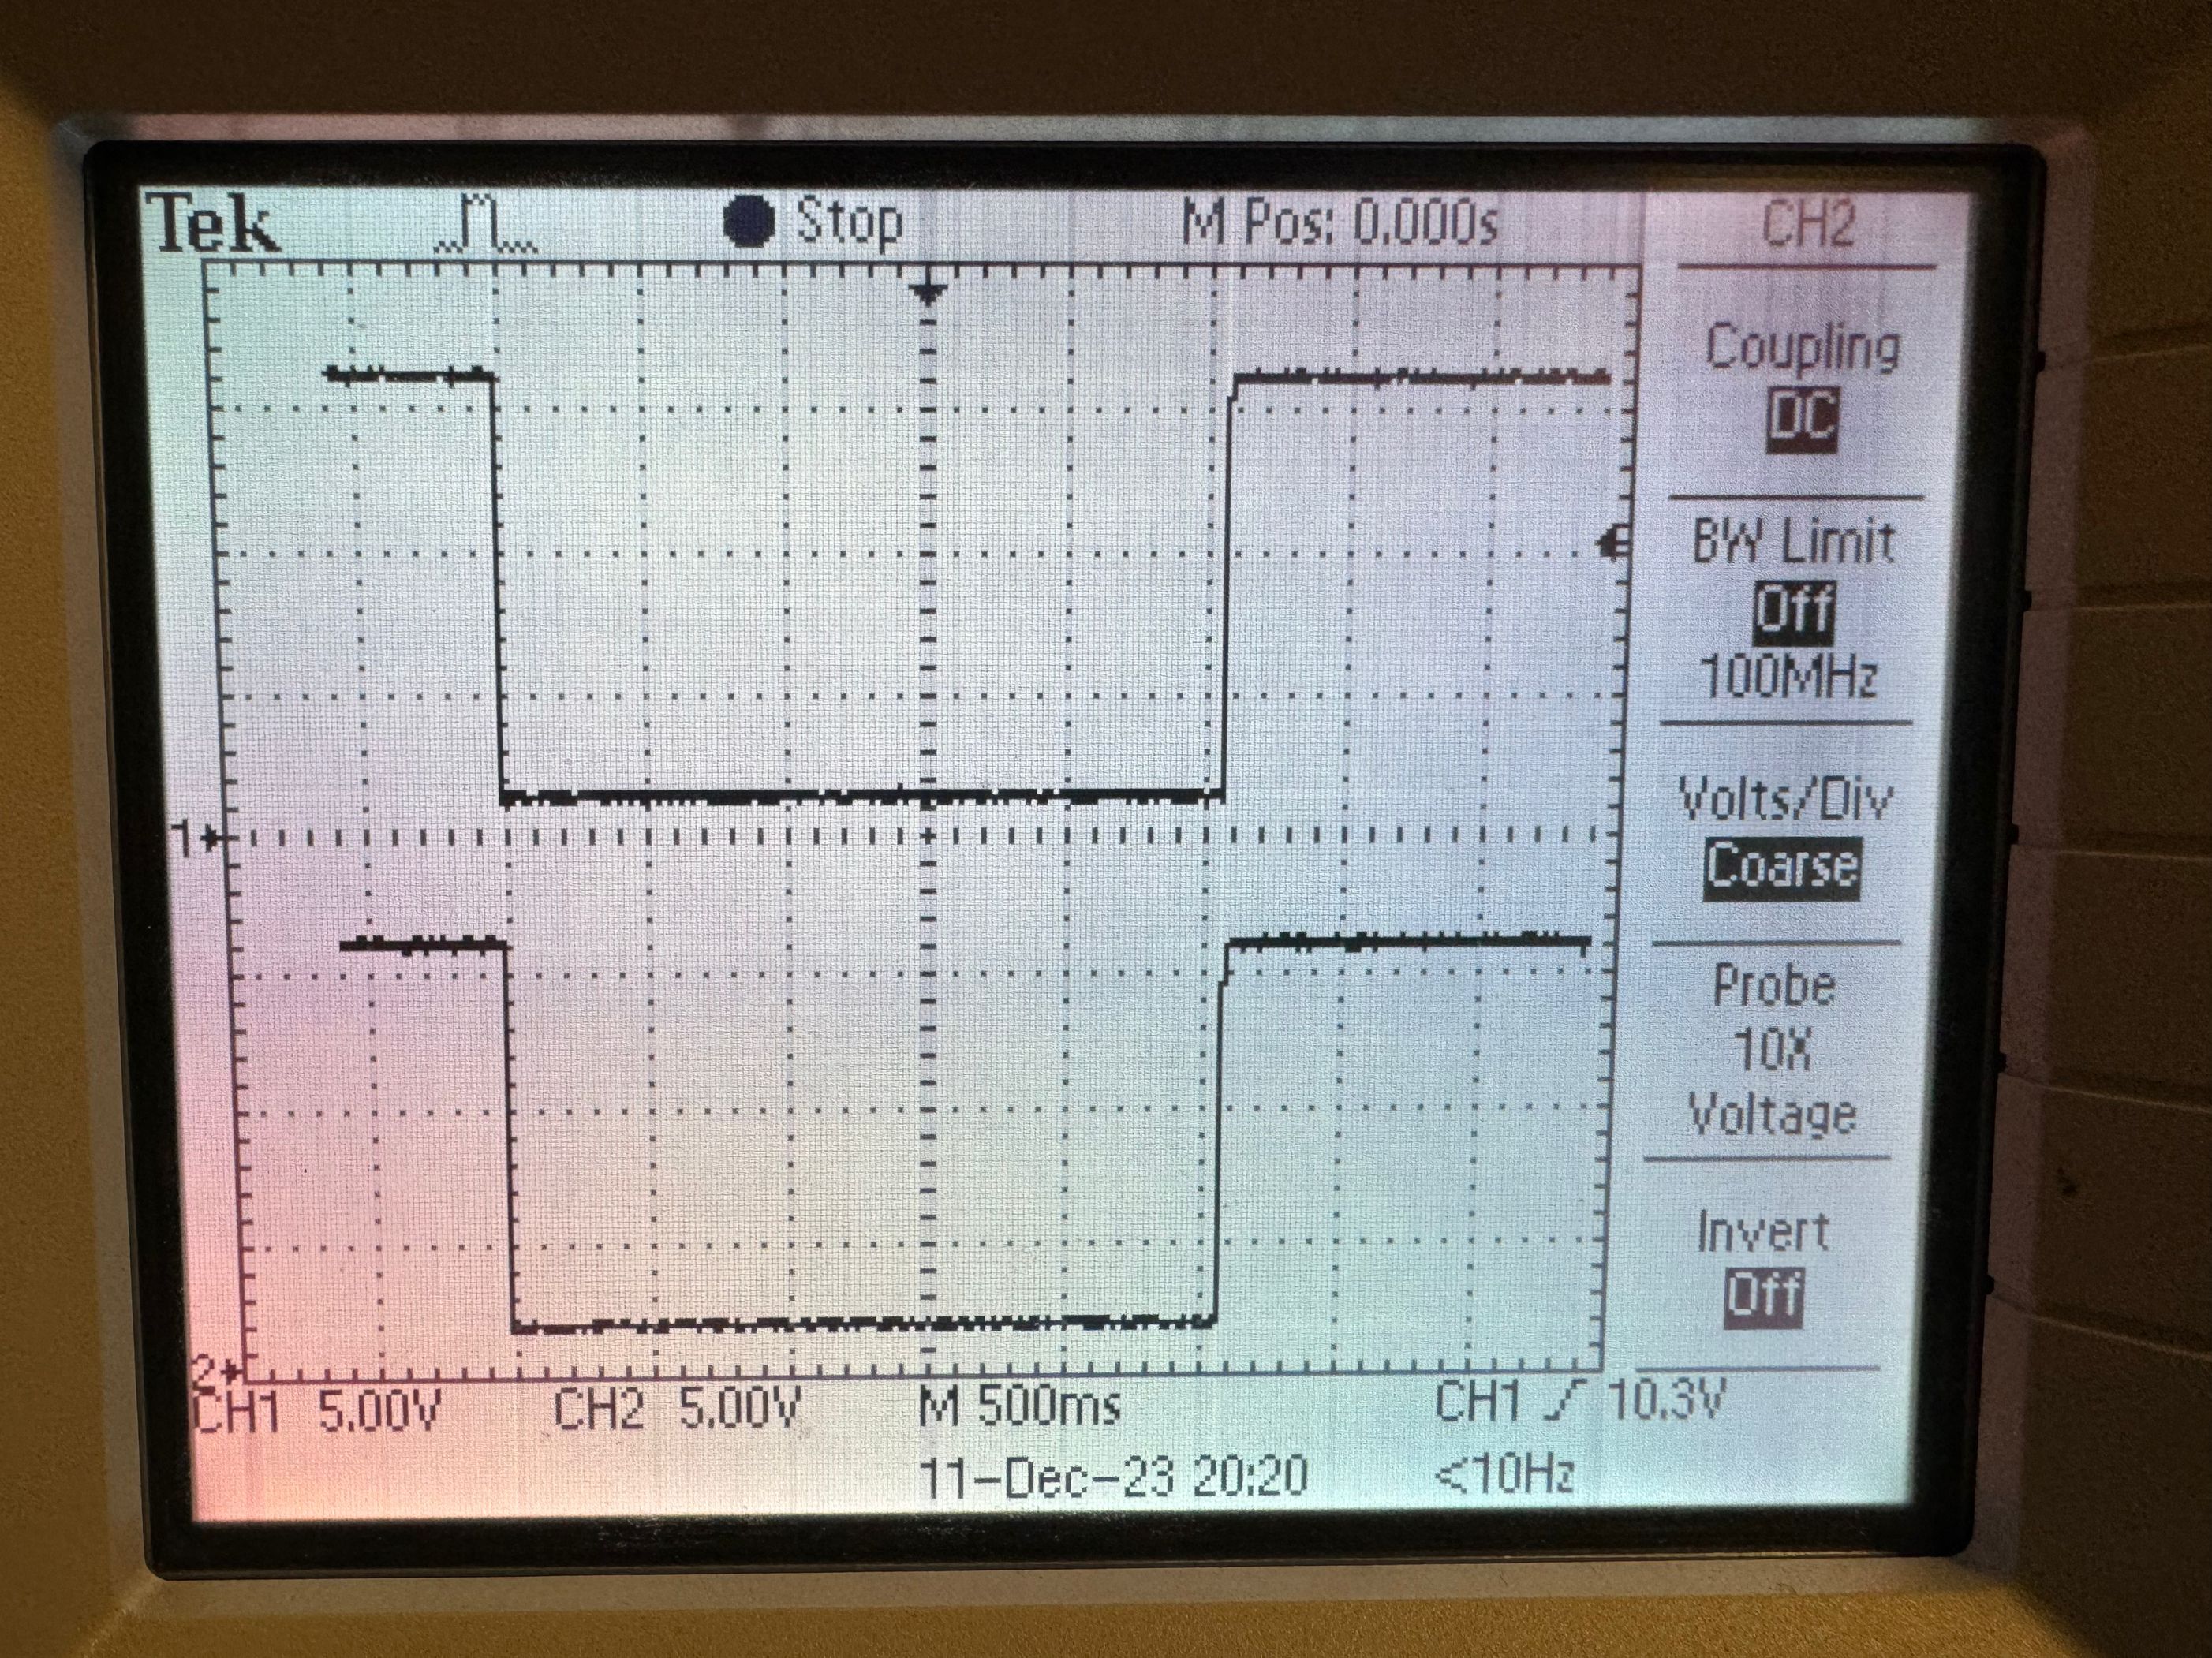 Tek Stop M Pos: 0.000s CH2
Coupling
DC
BW Limit
Off
100MHz
1
Volts/Div
Coarse
Probe
10X
Voltage
Invert
Off
2
CH1 5.00V CH2 5.00V M 500ms CH1 10.3V
11-Dec-23 20:20 <10Hz